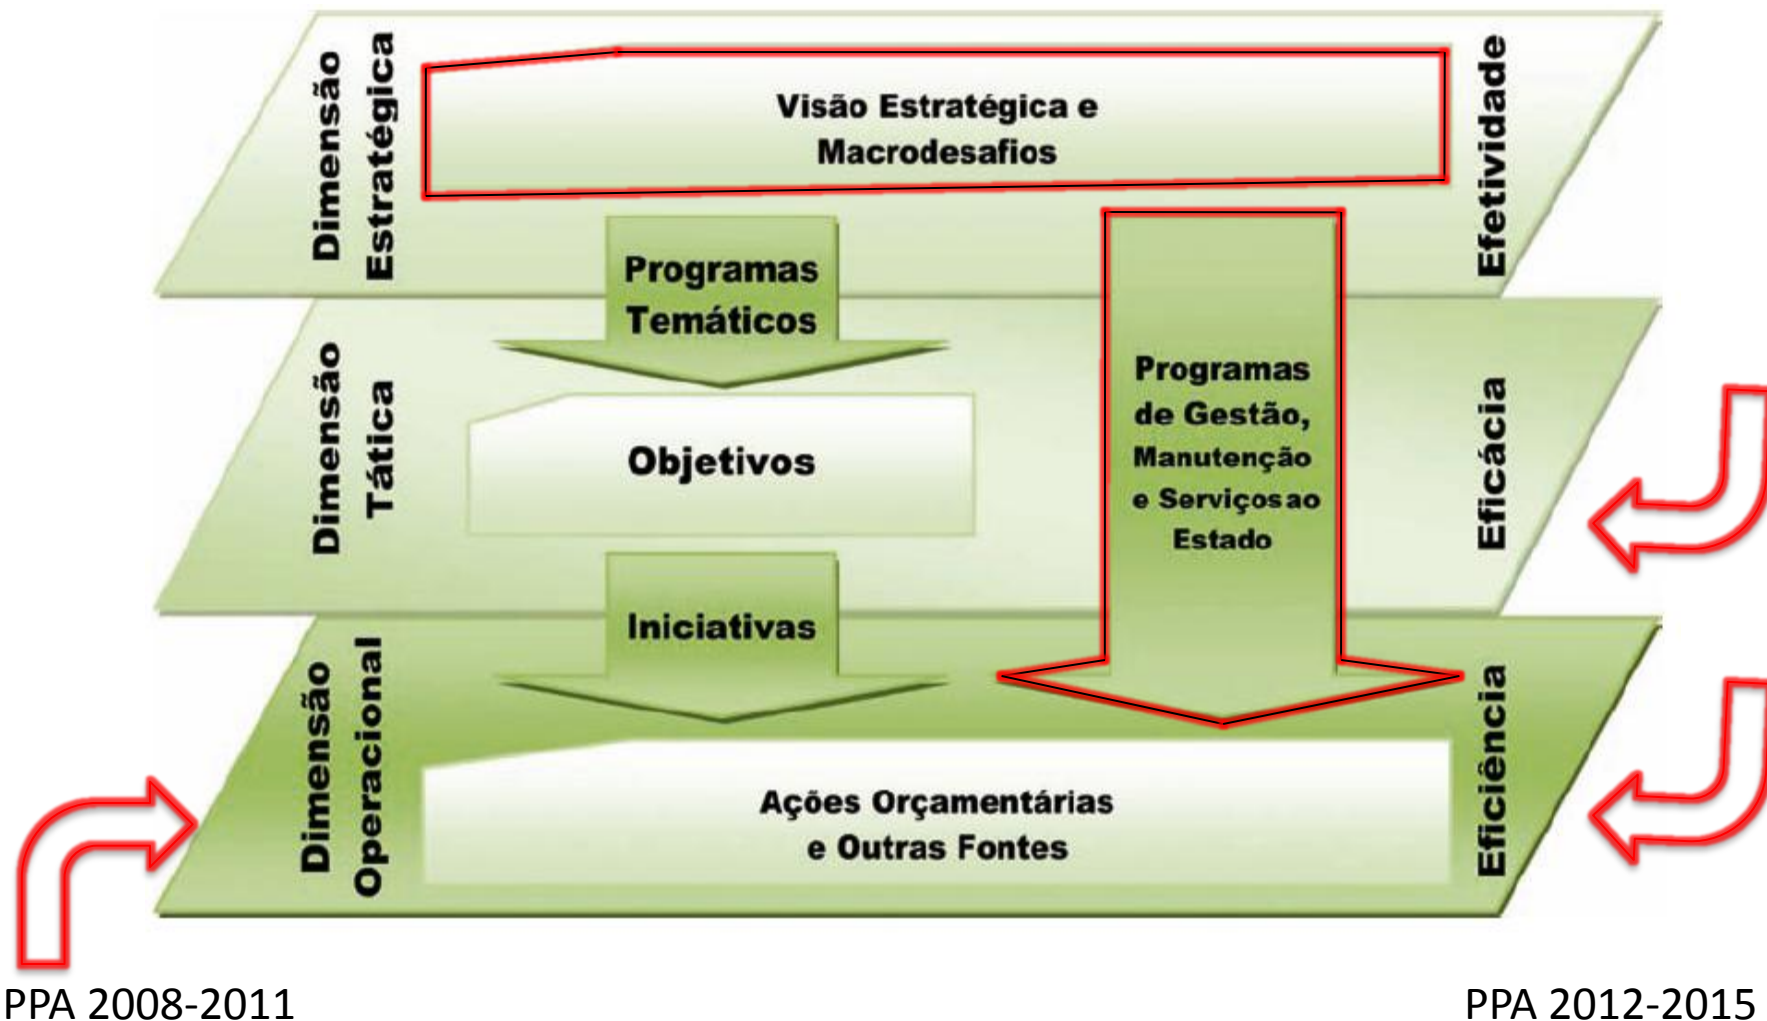 Dimensão
Estratégica
Visão Estratégica e
Macrodesafios
Efetividade
Programas
Temáticos
Dimensão
Tática
Objetivos
Programas
de Gestão,
Manutenção
e Serviços ao
Estado
Eficácia
Iniciativas
Dimensão
Operacional
Ações Orçamentárias
e Outras Fontes
Eficiência
PPA 2008-2011
PPA 2012-2015